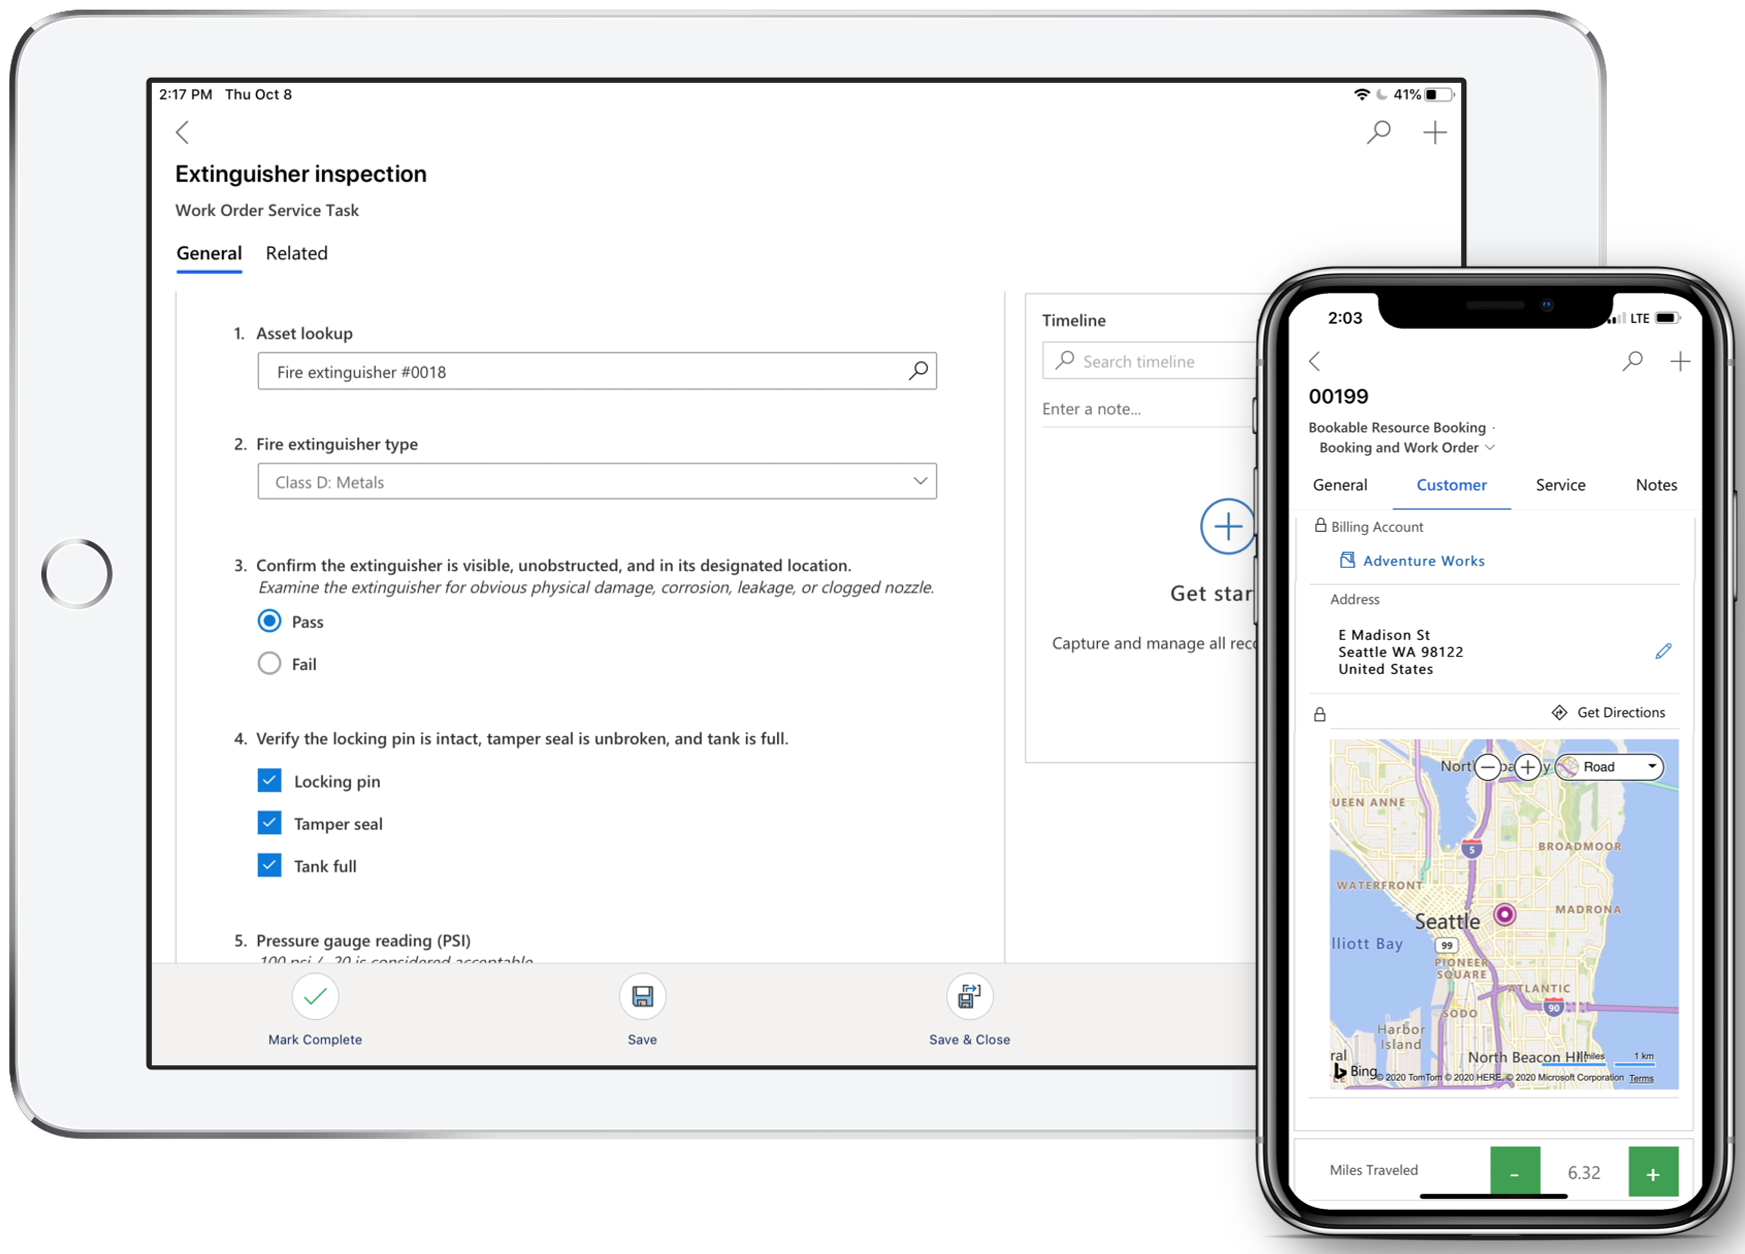 2:17 PM Thu Oct 8
41%
Extinguisher inspection
Work Order Service Task
General Related
1. Asset lookup
Fire extinguisher #0018
2. Fire extinguisher type
Class D: Metals
3. Confirm the extinguisher is visible, unobstructed, and in its designated location.
Examine the extinguisher for obvious physical damage, corrosion, leakage, or clogged nozzle.
Pass
Fail
4. Verify the locking pin is intact, tamper seal is unbroken, and tank is full.
Locking pin
Tamper seal
Tank full
5. Pressure gauge reading (PSI)
100 psi / 20 is considered acceptable
Mark Complete
Save
Save & Close
Timeline
Search timeline
Enter a note...
Get star
Capture and manage all rec
2:03
LTE
00199
Bookable Resource Booking ·
Booking and Work Order
General Customer Service Notes
Billing Account
Adventure Works
Address
E Madison St
Seattle WA 98122
United States
Get Directions
Road
UEEN ANNE
5
BROADMOOR
WATERFRONT
MADRONA
Seattle
lliott Bay
99
PIONEER
SQUARE
ATLANTIC
90
SODO
Harbor
Island
North Beacon Hill
miles
1 km
ral
Bing
© 2020 TomTom © 2020 HERE, © 2020 Microsoft Corporation Terms
Miles Traveled
- 6.32 +